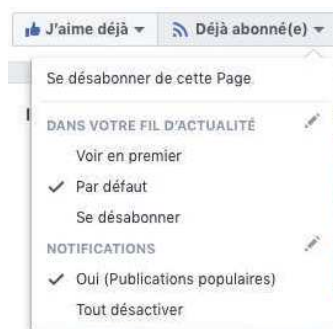 J'aime déjà Déjà abonné(e)
Se désabonner de cette Page
DANS VOTRE FIL D'ACTUALITÉ
Voir en premier
Par défaut
Se désabonner
NOTIFICATIONS
Oui (Publications populaires)
Tout désactiver